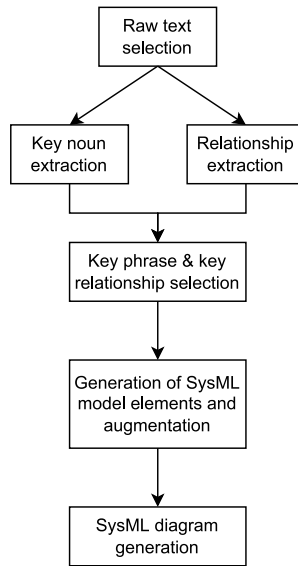 Raw text
selection
Key noun
extraction
Relationship
extraction
Key phrase & key
relationship selection
Generation of SysML
model elements and
augmentation
SysML diagram
generation